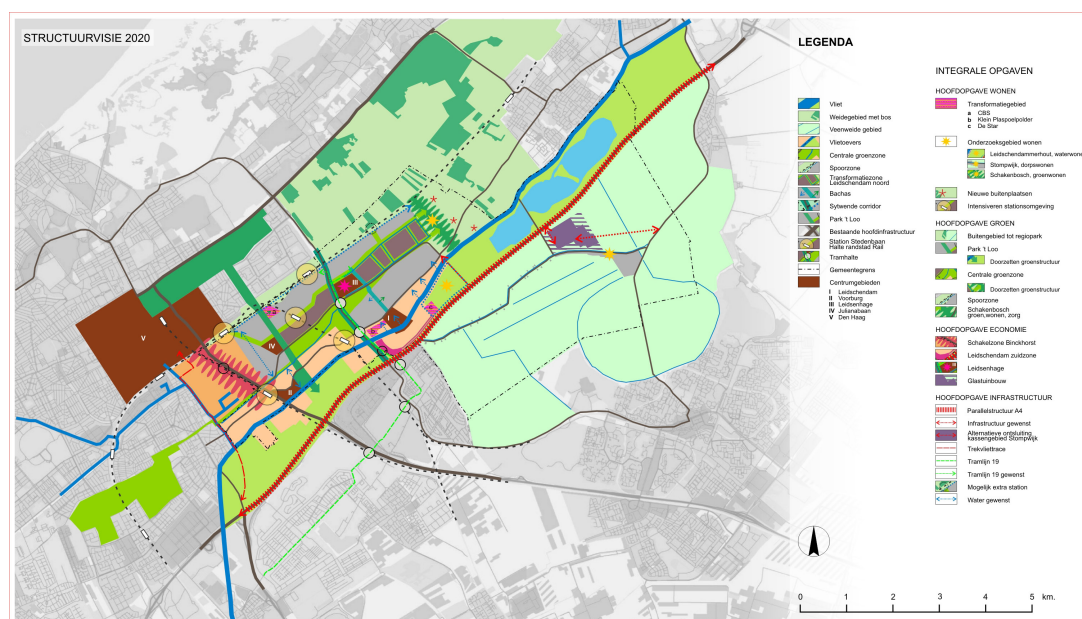 STRUCTUURVISIE 2020
V
III
IV
I
II
a
b
c
LEGENDA
Vliet
Weidegebied met bos
Veenweide gebied
Vlietoevers
Centrale groenzone
Spoorzone
Transformatiezone
Leidschendam noord
Bachas
Sytwende corridor
Park 't Loo
Bestaande hoofdinfrastructuur
Station Stedenbaan
Halte randstad Rail
Tramhalte
Gemeentegrens
Centrumgebieden
I Leidschendam
II Voorburg
III Leidsenhage
IV Julianabaan
V Den Haag
INTEGRALE OPGAVEN
HOOFDOPGAVE WONEN
Transformatiegebied
a CBS
b Klein Plaspoelpolder
c De Star
Onderzoeksgebied wonen
Leidschendammerhout, waterwone
Stompwijk, dorpswonen
Schakenbosch, groenwonen
Nieuwe buitenplaatsen
Intensiveren stationsomgeving
HOOFDOPGAVE GROEN
Buitengebied tot regiopark
Park 't Loo
Doorzetten groenstructuur
Centrale groenzone
Doorzetten groenstructuur
Spoorzone
Schakenbosch
groen,wonen, zorg
HOOFDOPGAVE ECONOMIE
Schakelzone Binckhorst
Leidschendam zuidzone
Leidsenhage
Glastuinbouw
HOOFDOPGAVE INFRASTRUCTUUR
Parallelstructuur A4
Infrastructuur gewenst
Alternatieve ontsluiting
kassengebied Stompwijk
Trekvliettrace
Tramlijn 19
Tramlijn 19 gewenst
Mogelijk extra station
Water gewenst
0 1 2 3 4 5 km.